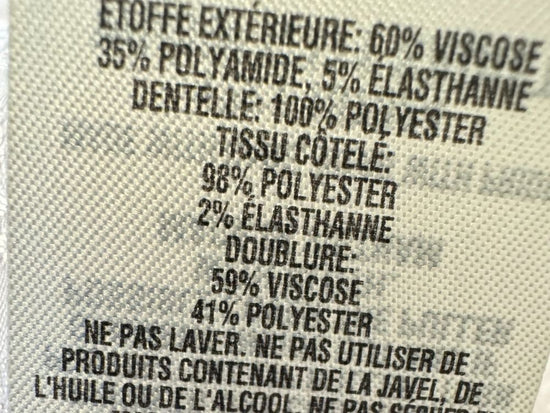 ÉTOFFE EXTÉRIEURE: 60% VISCOSE
35% POLYAMIDE, 5% ÉLASTHANNE
DENTELLE: 100% POLYESTER
TISSU CÔTELÉ:
98% POLYESTER
2% ÉLASTHANNE
DOUBLURE:
59% VISCOSE
41% POLYESTER
NE PAS LAVER. NE PAS UTILISER DE
PRODUITS CONTENANT DE LA JAVEL, DE
L'HUILE OU DE L'ALCOOL. NE PAS